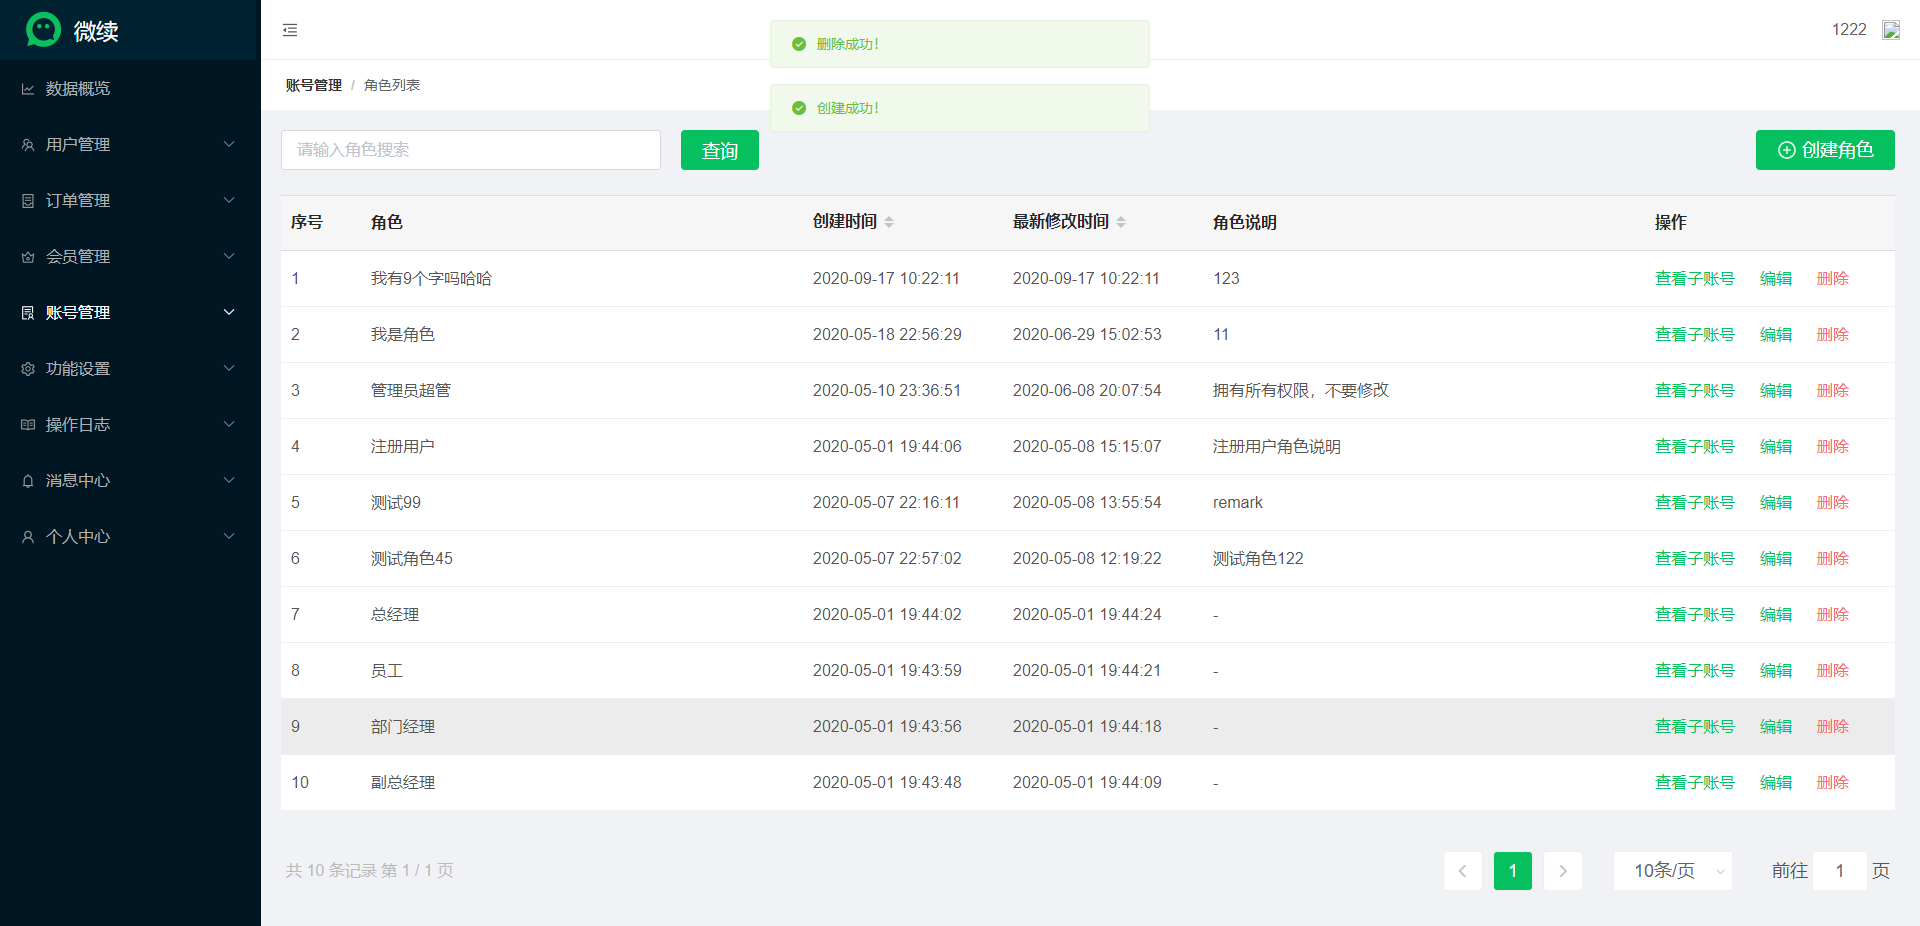 微续
1222
删除成功!
创建成功!
数据概览
用户管理
订单管理
会员管理
账号管理
功能设置
操作日志
消息中心
个人中心
账号管理 / 角色列表
请输入角色搜索 查询 创建角色
序号 角色 创建时间 最新修改时间 角色说明 操作
1 我有9个字吗哈哈 2020-09-17 10:22:11 2020-09-17 10:22:11 123 查看子账号 编辑 删除
2 我是角色 2020-05-18 22:56:29 2020-06-29 15:02:53 11 查看子账号 编辑 删除
3 管理员超管 2020-05-10 23:36:51 2020-06-08 20:07:54 拥有所有权限，不要修改 查看子账号 编辑 删除
4 注册用户 2020-05-01 19:44:06 2020-05-08 15:15:07 注册用户角色说明 查看子账号 编辑 删除
5 测试99 2020-05-07 22:16:11 2020-05-08 13:55:54 remark 查看子账号 编辑 删除
6 测试角色45 2020-05-07 22:57:02 2020-05-08 12:19:22 测试角色122 查看子账号 编辑 删除
7 总经理 2020-05-01 19:44:02 2020-05-01 19:44:24 - 查看子账号 编辑 删除
8 员工 2020-05-01 19:43:59 2020-05-01 19:44:21 - 查看子账号 编辑 删除
9 部门经理 2020-05-01 19:43:56 2020-05-01 19:44:18 - 查看子账号 编辑 删除
10 副总经理 2020-05-01 19:43:48 2020-05-01 19:44:09 - 查看子账号 编辑 删除
共 10 条记录 第 1 / 1 页 1 10条/页 前往 1 页